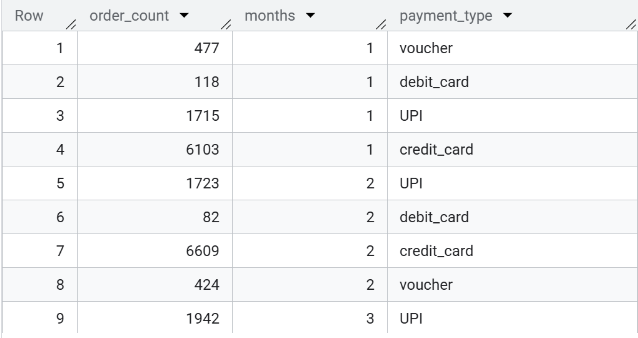 Row order_count months payment_type
1 477 1 voucher
2 118 1 debit_card
3 1715 1 UPI
4 6103 1 credit_card
5 1723 2 UPI
6 82 2 debit_card
7 6609 2 credit_card
8 424 2 voucher
9 1942 3 UPI